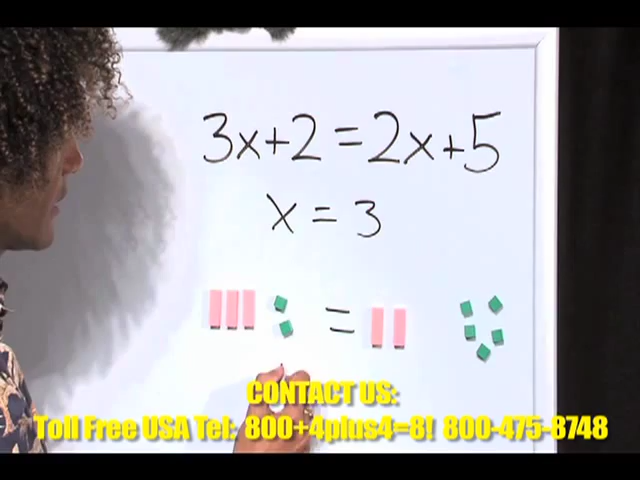 3x+2=2x+5
x=3
=
CONTACT US:
Toll Free USA Tel: 800+4plus4=8! 800-475-8748